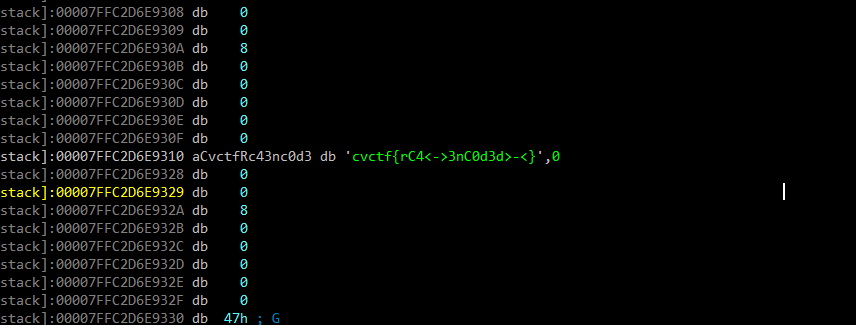 stack]:00007FFC2D6E9308 db 0
stack]:00007FFC2D6E9309 db 0
stack]:00007FFC2D6E930A db 8
stack]:00007FFC2D6E930B db 0
stack]:00007FFC2D6E930C db 0
stack]:00007FFC2D6E930D db 0
stack]:00007FFC2D6E930E db 0
stack]:00007FFC2D6E930F db 0
stack]:00007FFC2D6E9310 aCvctfRc43nc0d3 db 'cvctf{rC4<->3nC0d3d>-<}',0
stack]:00007FFC2D6E9328 db 0
stack]:00007FFC2D6E9329 db 0
stack]:00007FFC2D6E932A db 8
stack]:00007FFC2D6E932B db 0
stack]:00007FFC2D6E932C db 0
stack]:00007FFC2D6E932D db 0
stack]:00007FFC2D6E932E db 0
stack]:00007FFC2D6E932F db 0
stack]:00007FFC2D6E9330 db 47h ; G